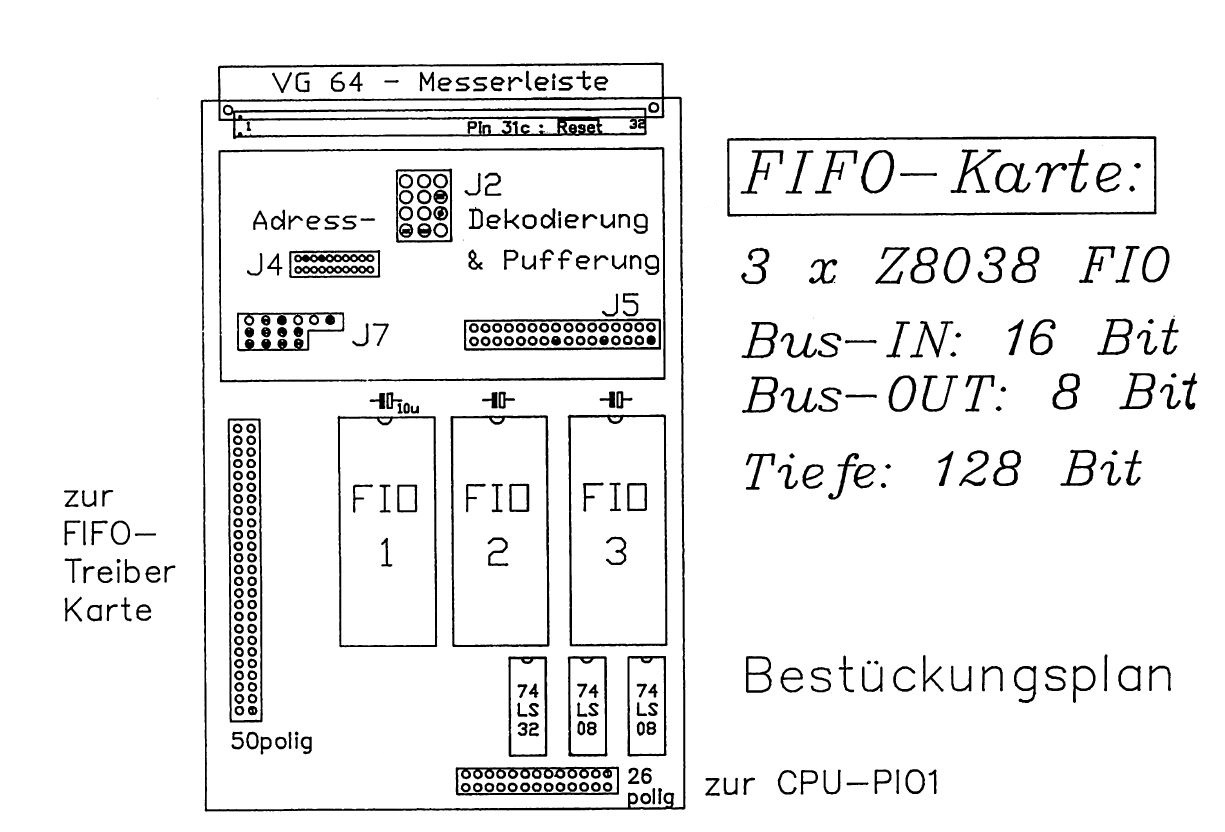 VG 64 - Messerleiste
1 Pin 31c : Reset 32
J2
Adress- Dekodierung
J4 & Pufferung
J5
J7
10u
FIO 1
FIO 2
FIO 3
74 LS 32
74 LS 08
74 LS 08
50polig
26 polig
zur
FIFO-
Treiber
Karte
zur CPU-PIO1
FIFO-Karte:
3 x Z8038 FIO
Bus-IN: 16 Bit
Bus-OUT: 8 Bit
Tiefe: 128 Bit
Bestückungsplan